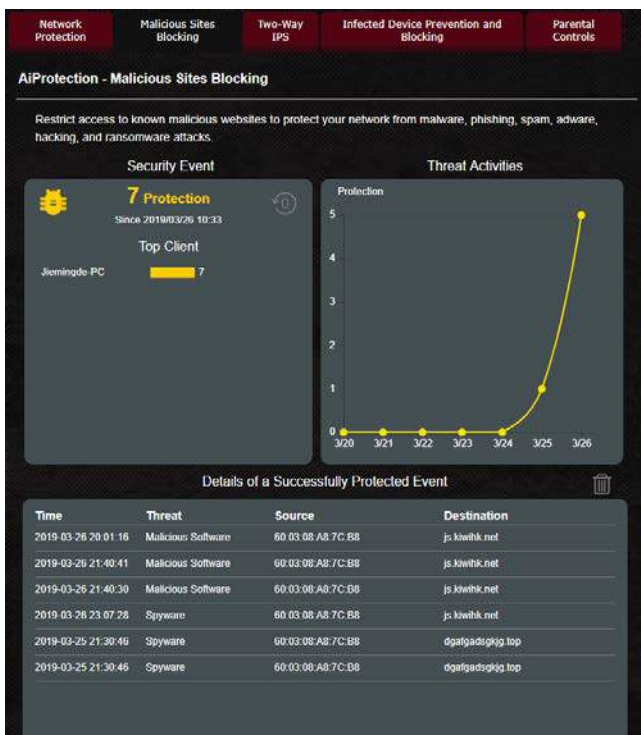 Network Protection
Malicious Sites Blocking
Two-Way IPS
Infected Device Prevention and Blocking
Parental Controls
AiProtection - Malicious Sites Blocking
Restrict access to known malicious websites to protect your network from malware, phishing, spam, adware,
hacking, and ransomware attacks.
Security Event
7 Protection
Since 2019/03/26 10:33
0
Top Client
Jiemingde-PC 7
Threat Activities
Protection
5
4
3
2
1
0
3/20 3/21 3/22 3/23 3/24 3/25 3/26
Details of a Successfully Protected Event
Time Threat Source Destination
2019-03-26 20:01:16 Malicious Software 60:03:08:A8:7C:B8 js.kiwihk.net
2019-03-26 21:40:41 Malicious Software 60:03:08:A8:7C:B8 js.kiwihk.net
2019-03-26 21:40:30 Malicious Software 60:03:08:A8:7C:B8 js.kiwihk.net
2019-03-26 23:07:28 Spyware 60:03:08:A8:7C:B8 js.kiwihk.net
2019-03-25 21:30:46 Spyware 60:03:08:A8:7C:B8 dgafgadsgkjg.top
2019-03-25 21:30:46 Spyware 60:03:08:A8:7C:B8 dgafgadsgkjg.top